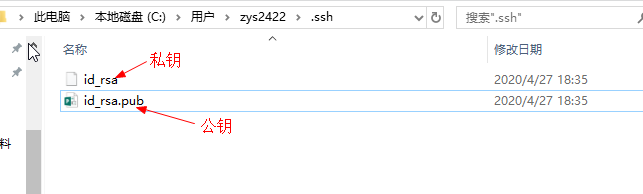 此电脑 > 本地磁盘 (C:) > 用户 > zys2422 > .ssh
搜索".ssh"
名称
修改日期
私钥
id_rsa
2020/4/27 18:35
id_rsa.pub
2020/4/27 18:35
公钥
料